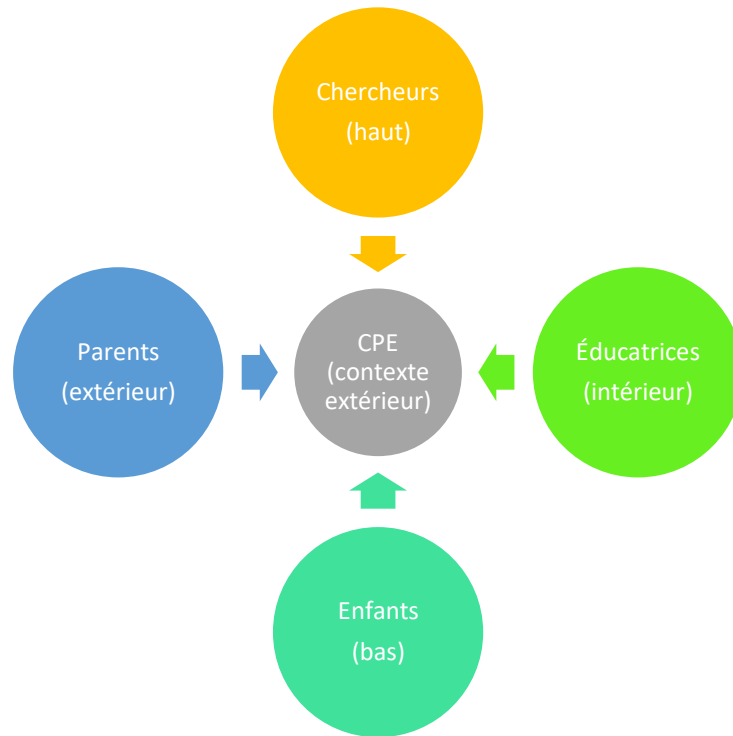 Chercheurs
(haut)
Parents
(extérieur)
CPE
(contexte
extérieur)
Éducatrices
(intérieur)
Enfants
(bas)